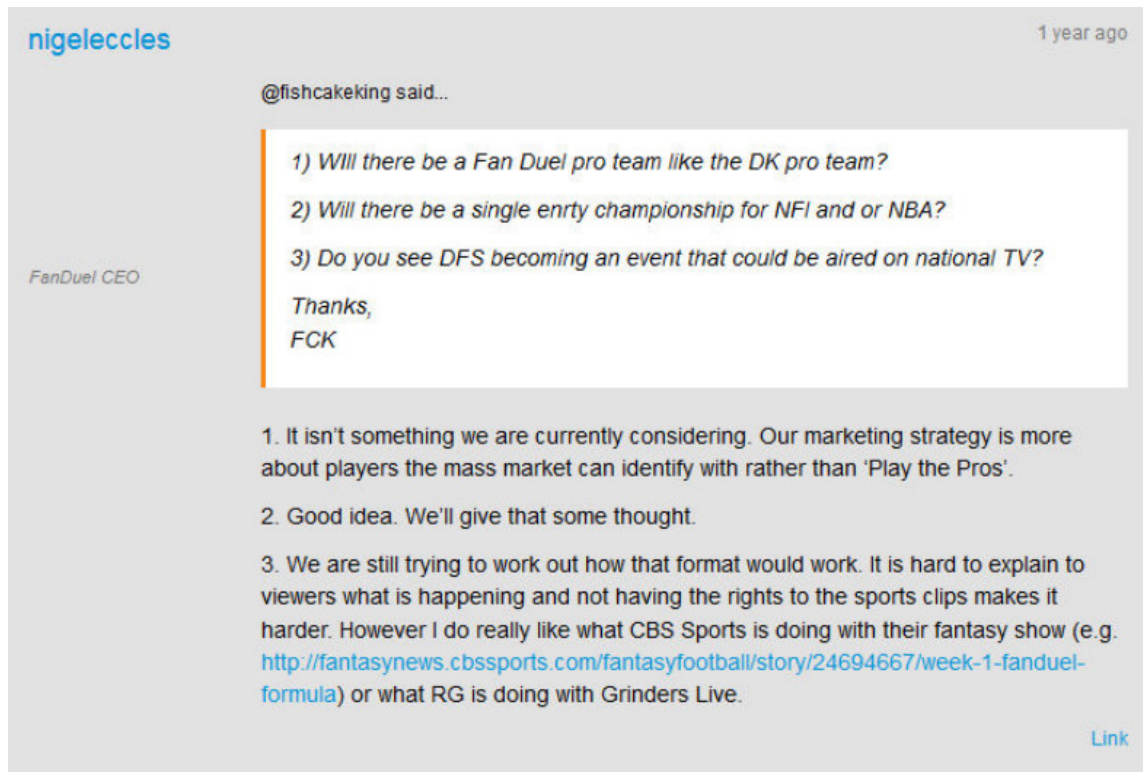 nigeleccles
1 year ago
@fishcakeking said...
1) WIll there be a Fan Duel pro team like the DK pro team?
2) Will there be a single enrty championship for NFl and or NBA?
3) Do you see DFS becoming an event that could be aired on national TV?
Thanks,
FCK
FanDuel CEO
1. It isn't something we are currently considering. Our marketing strategy is more
about players the mass market can identify with rather than ‘Play the Pros’.
2. Good idea. We’ll give that some thought.
3. We are still trying to work out how that format would work. It is hard to explain to
viewers what is happening and not having the rights to the sports clips makes it
harder. However I do really like what CBS Sports is doing with their fantasy show (e.g.
http://fantasynews.cbssports.com/fantasyfootball/story/24694667/week-1-fanduel-
formula) or what RG is doing with Grinders Live.
Link